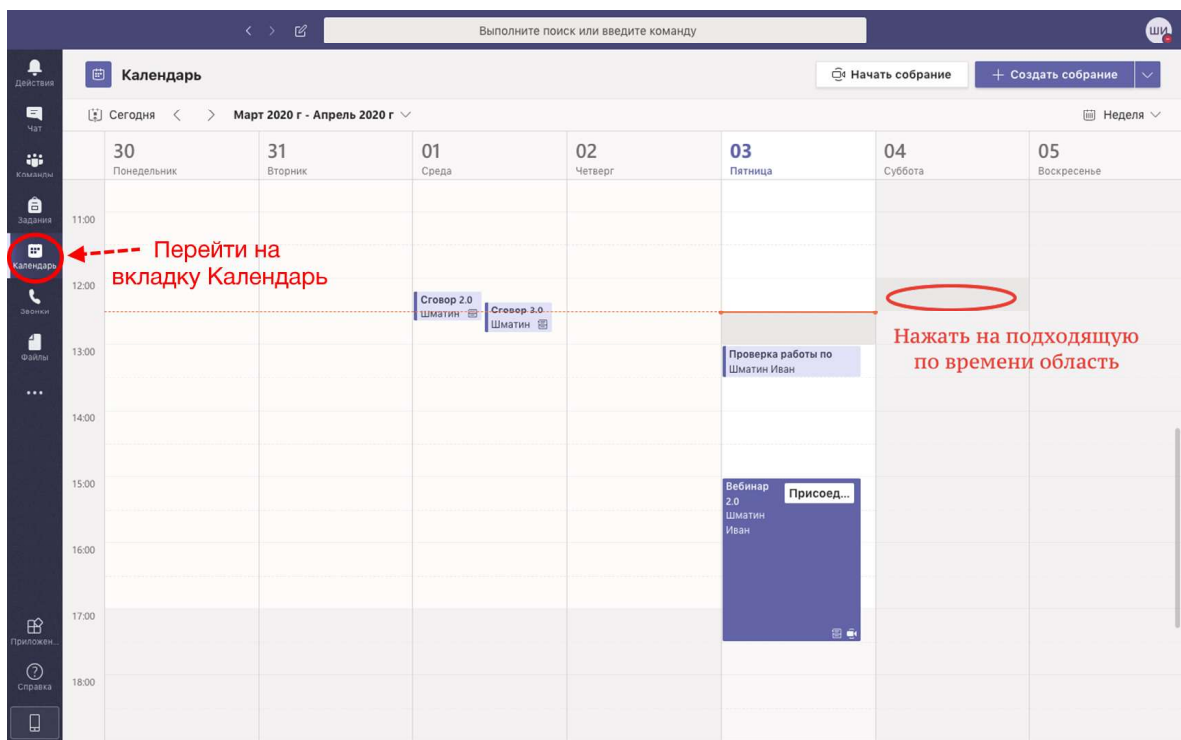 Выполните поиск или введите команду
ШИ
Действия
Чат
Команды
Задания
Календарь
Звонки
Файлы
Приложен...
Справка
Календарь
Начать собрание
+ Создать собрание
Сегодня
Март 2020 г - Апрель 2020 г
Неделя
30
Понедельник
31
Вторник
01
Среда
02
Четверг
03
Пятница
04
Суббота
05
Воскресенье
11:00
12:00
13:00
14:00
15:00
16:00
17:00
18:00
Перейти на
вкладку Календарь
Сговор 2.0
Шматин
Сговор 3.0
Шматин
Проверка работы по
Шматин Иван
Вебинар
2.0
Шматин
Иван
Присоед...
Нажать на подходящую
по времени область